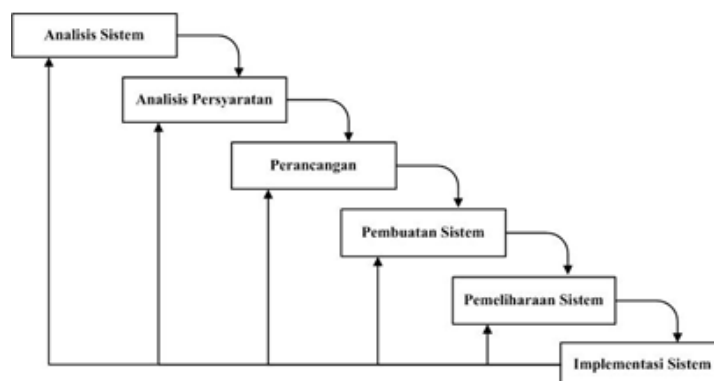 Analisis Sistem
Analisis Persyaratan
Perancangan
Pembuatan Sistem
Pemeliharaan Sistem
Implementasi Sistem